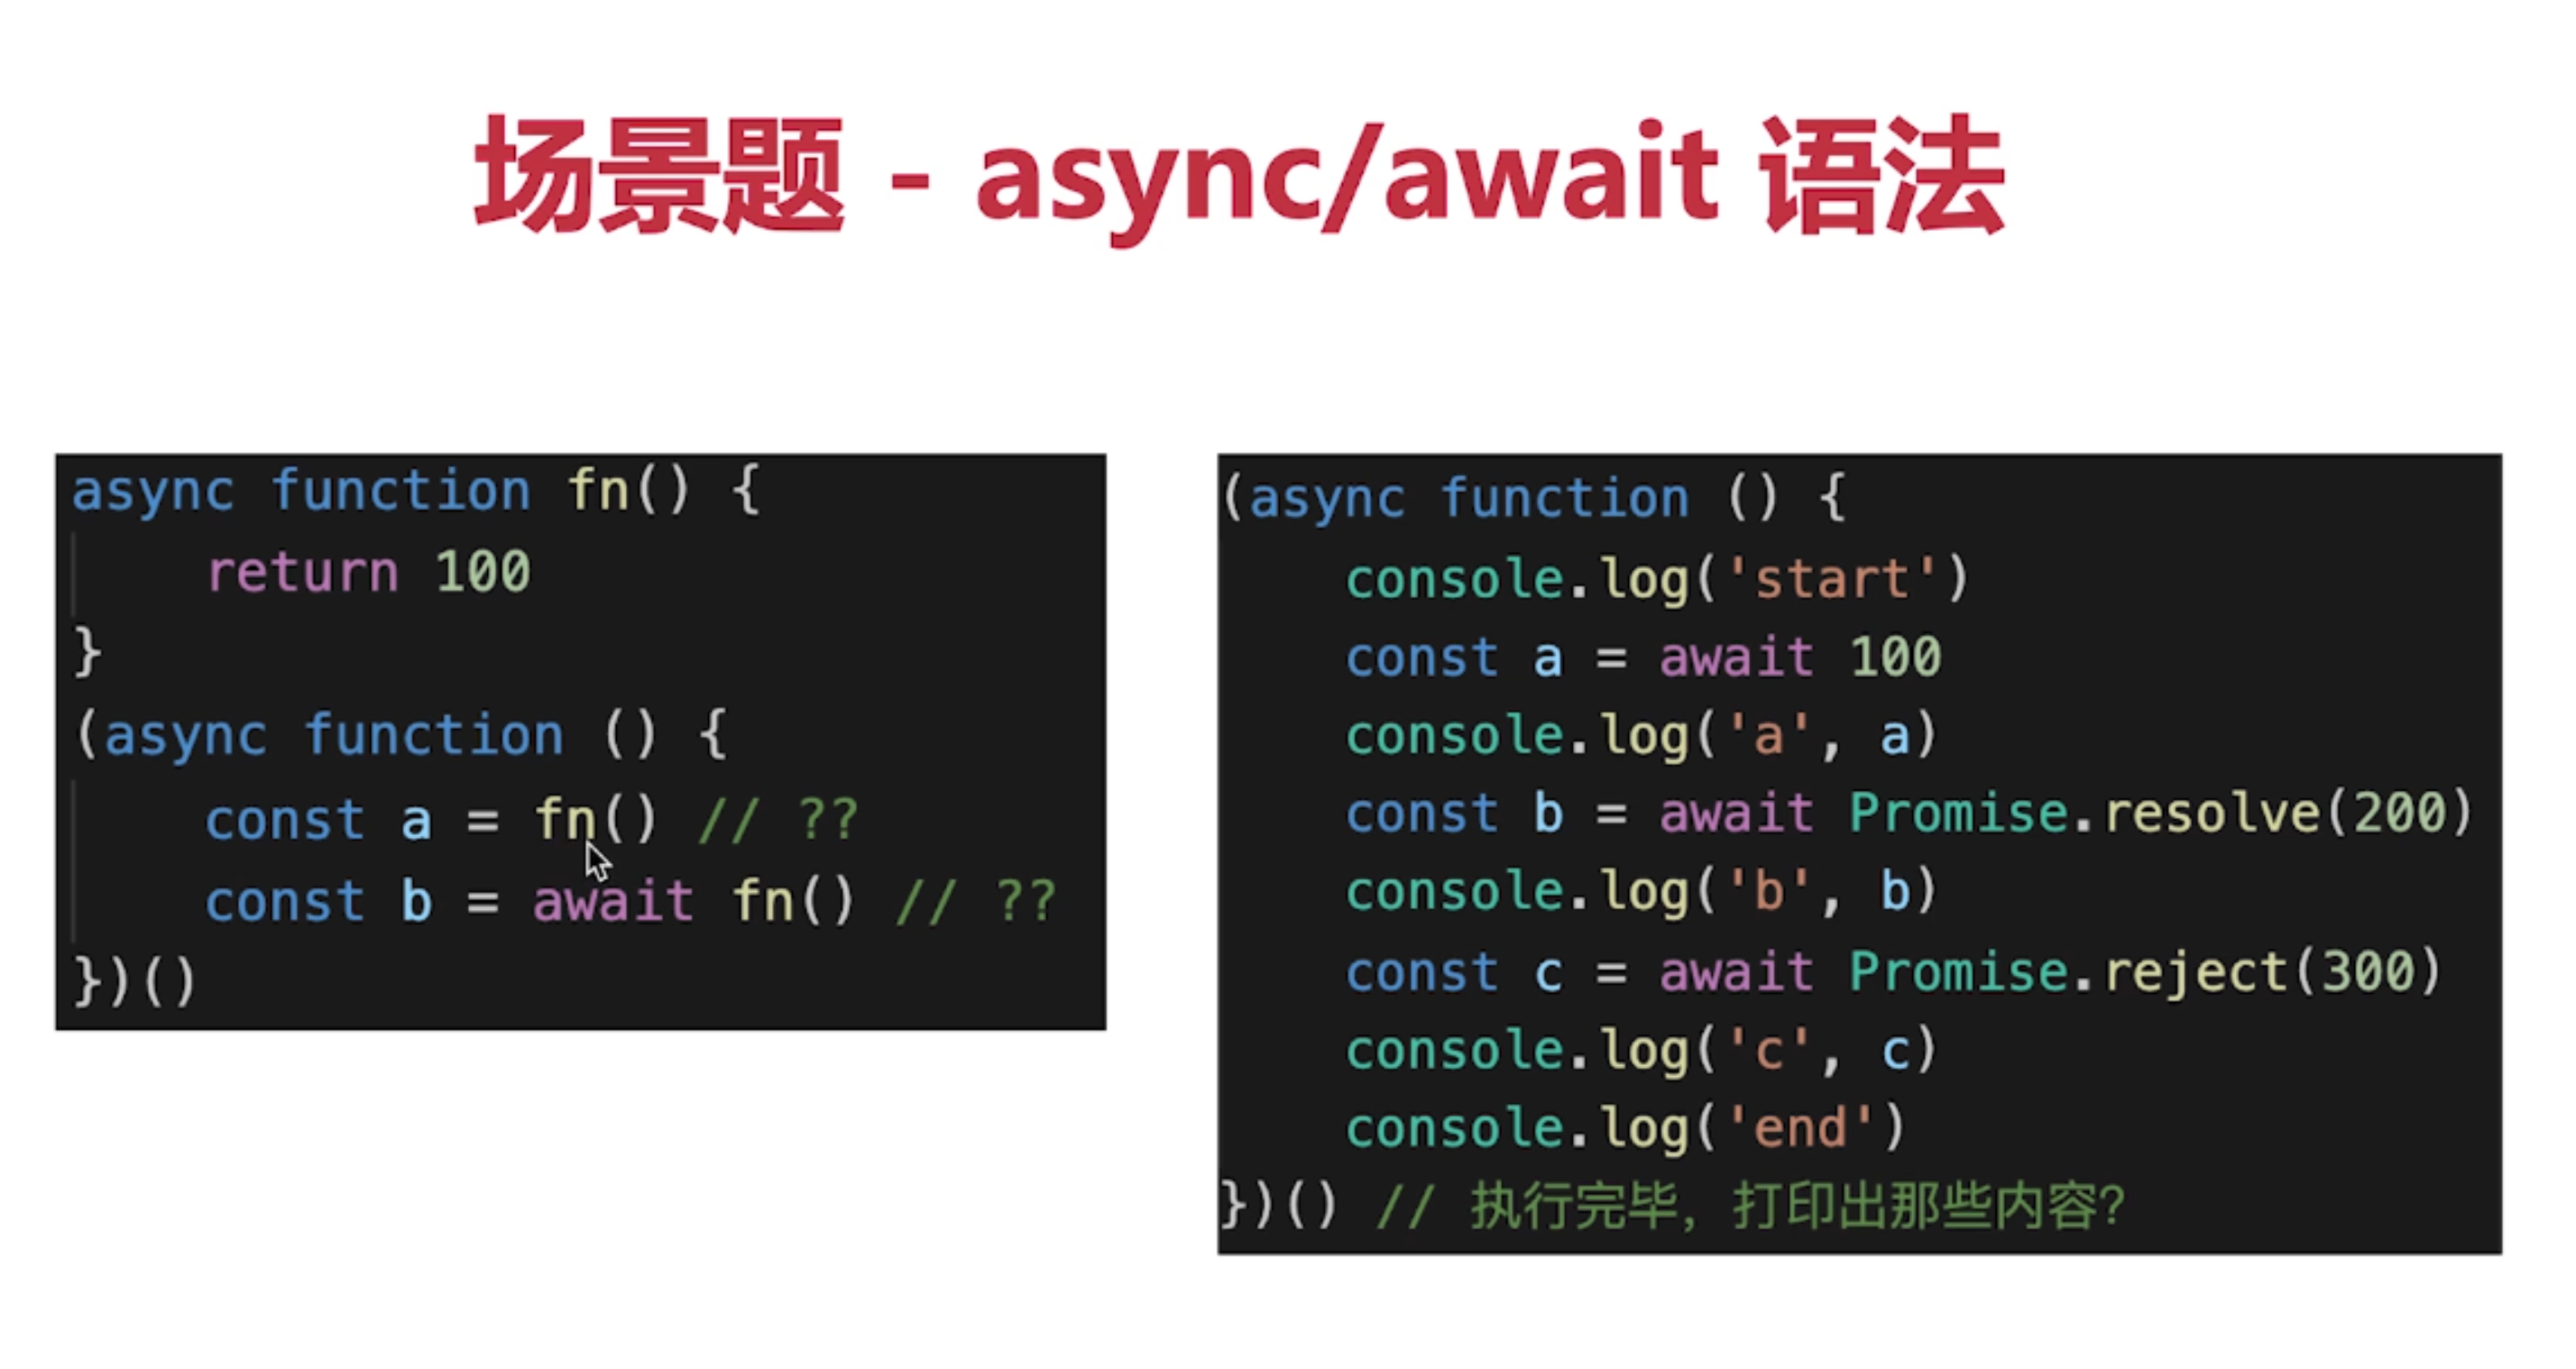 场景题 - async/await 语法
async function fn() {
    return 100
}
(async function () {
    const a = fn() // ??
    const b = await fn() // ??
})()
(async function () {
    console.log('start')
    const a = await 100
    console.log('a', a)
    const b = await Promise.resolve(200)
    console.log('b', b)
    const c = await Promise.reject(300)
    console.log('c', c)
    console.log('end')
})() // 执行完毕，打印出那些内容？